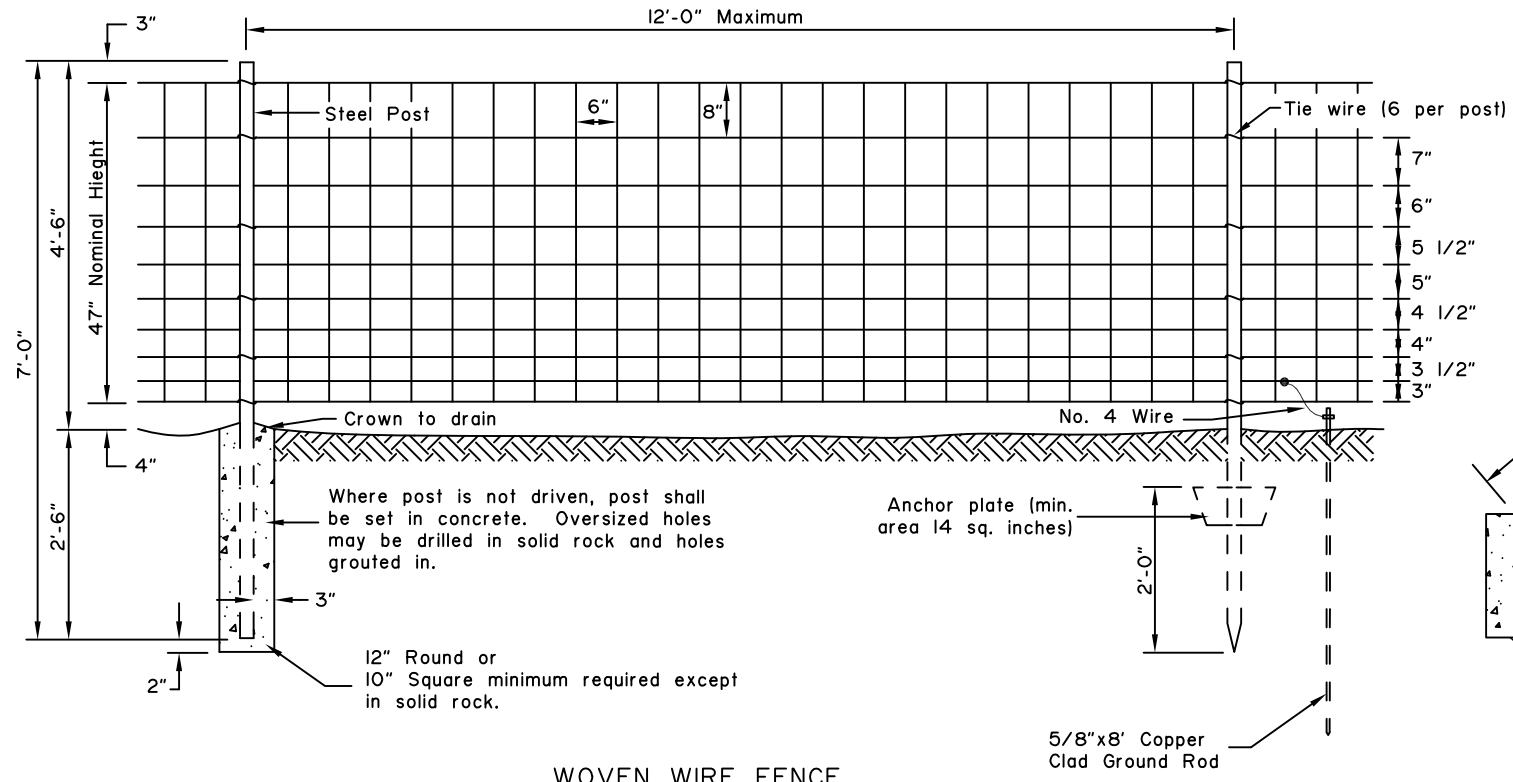 3"
12'-0" Maximum
Steel Post
6"
8"
Tie wire (6 per post)
7"
6"
5 1/2"
5"
4 1/2"
4"
3 1/2"
3"
47" Nominal Hieght
4'-6"
7'-0"
Crown to drain
No. 4 Wire
4"
2'-6"
Where post is not driven, post shall
be set in concrete. Oversized holes
may be drilled in solid rock and holes
grouted in.
Anchor plate (min.
area 14 sq. inches)
2'-0"
3"
2"
12" Round or
10" Square minimum required except
in solid rock.
5/8"x8' Copper
Clad Ground Rod
WOVEN WIRE FENCE